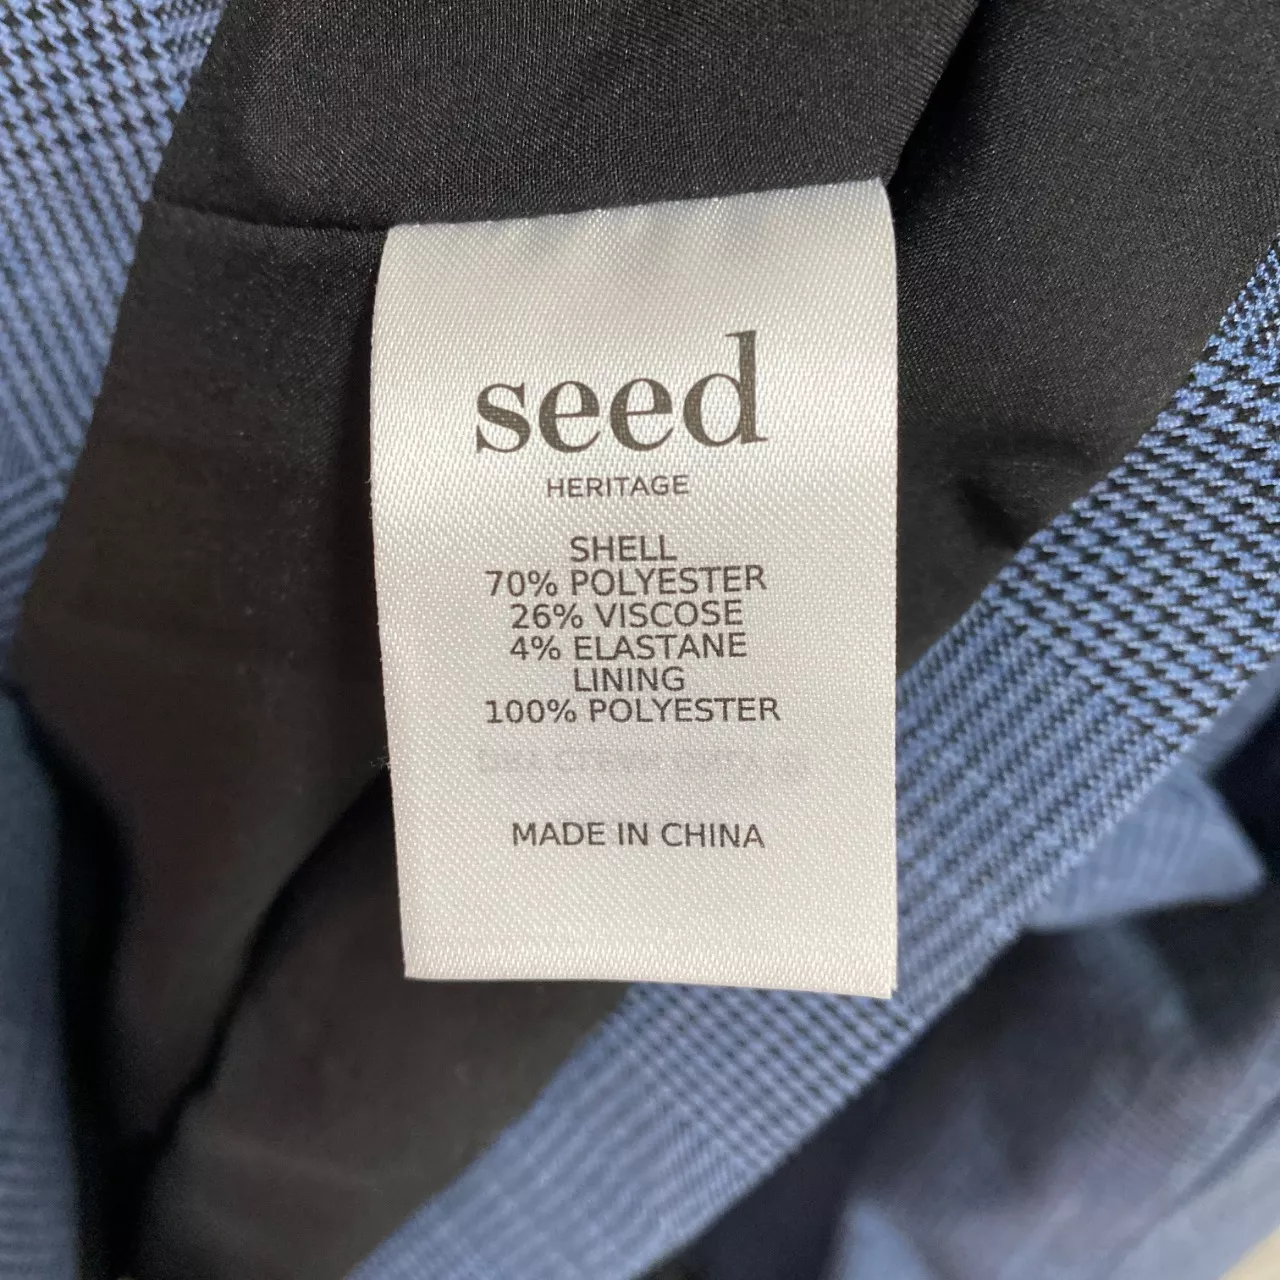 seed
HERITAGE
SHELL
70% POLYESTER
26% VISCOSE
4% ELASTANE
LINING
100% POLYESTER
MADE IN CHINA